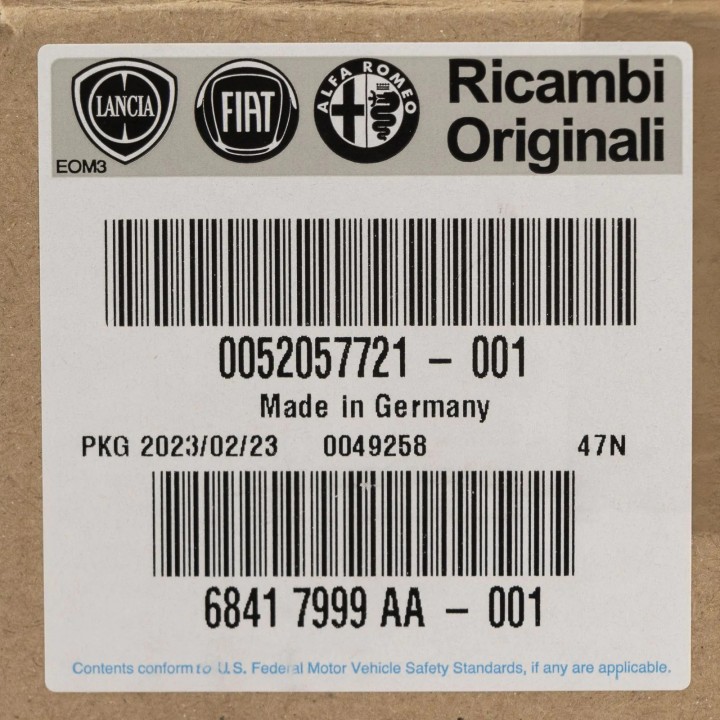 LANCIA FIAT ALFA ROMEO Ricambi
Originali
EOM3
0052057721 - 001
Made in Germany
PKG 2023/02/23 0049258 47N
6841 7999 AA - 001
Contents conform to U.S. Federal Motor Vehicle Safety Standards, if any are applicable.